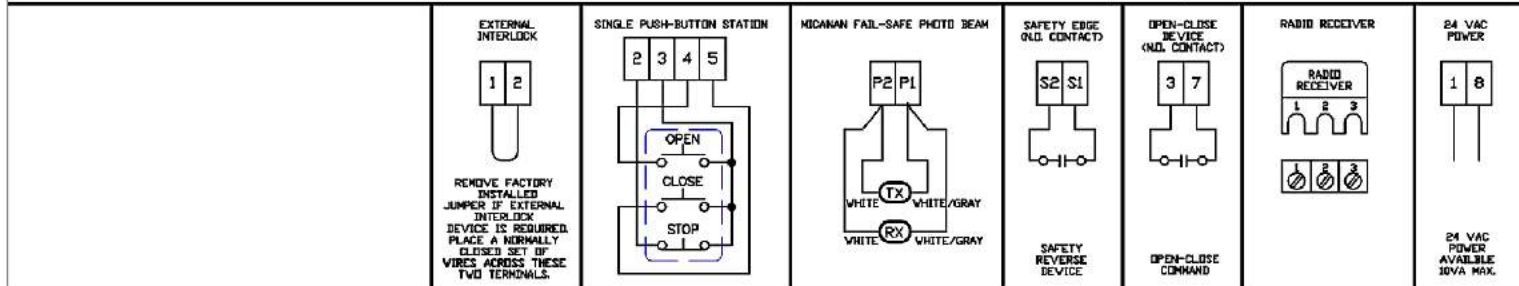 EXTERNAL
INTERLOCK
1 2
REMOVE FACTORY
INSTALLED
JUMPER IF EXTERNAL
INTERLOCK
DEVICE IS REQUIRED.
PLACE A NORMALLY
CLOSED SET OF
WIRES ACROSS THESE
TWO TERMINALS.
SINGLE PUSH-BUTTON STATION
2 3 4 5
OPEN
CLOSE
STOP
MICANAN FAIL-SAFE PHOTO BEAM
P2 P1
TX
WHITE WHITE/GRAY
RX
WHITE WHITE/GRAY
SAFETY EDGE
(N.O. CONTACT)
S2 S1
SAFETY
REVERSE
DEVICE
OPEN-CLOSE
DEVICE
(N.O. CONTACT)
3 7
OPEN-CLOSE
COMMAND
RADIO RECEIVER
RADIO
RECEIVER
1 2 3
1 2 3
24 VAC
POWER
1 8
24 VAC
POWER
AVAILBLE
10VA MAX.